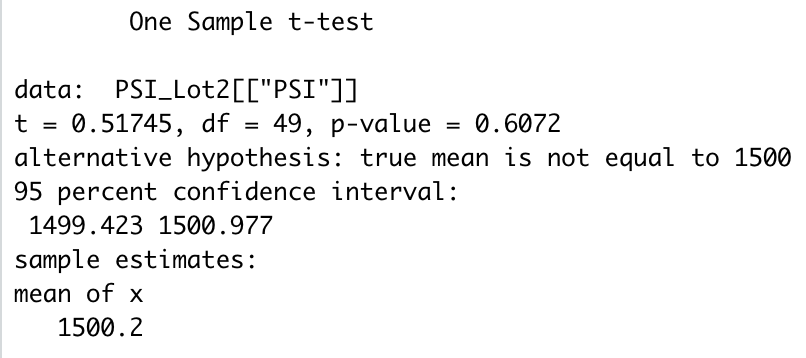 One Sample t-test
data:  PSI_Lot2[["PSI"]]
t = 0.51745, df = 49, p-value = 0.6072
alternative hypothesis: true mean is not equal to 1500
95 percent confidence interval:
1499.423 1500.977
sample estimates:
mean of x
1500.2